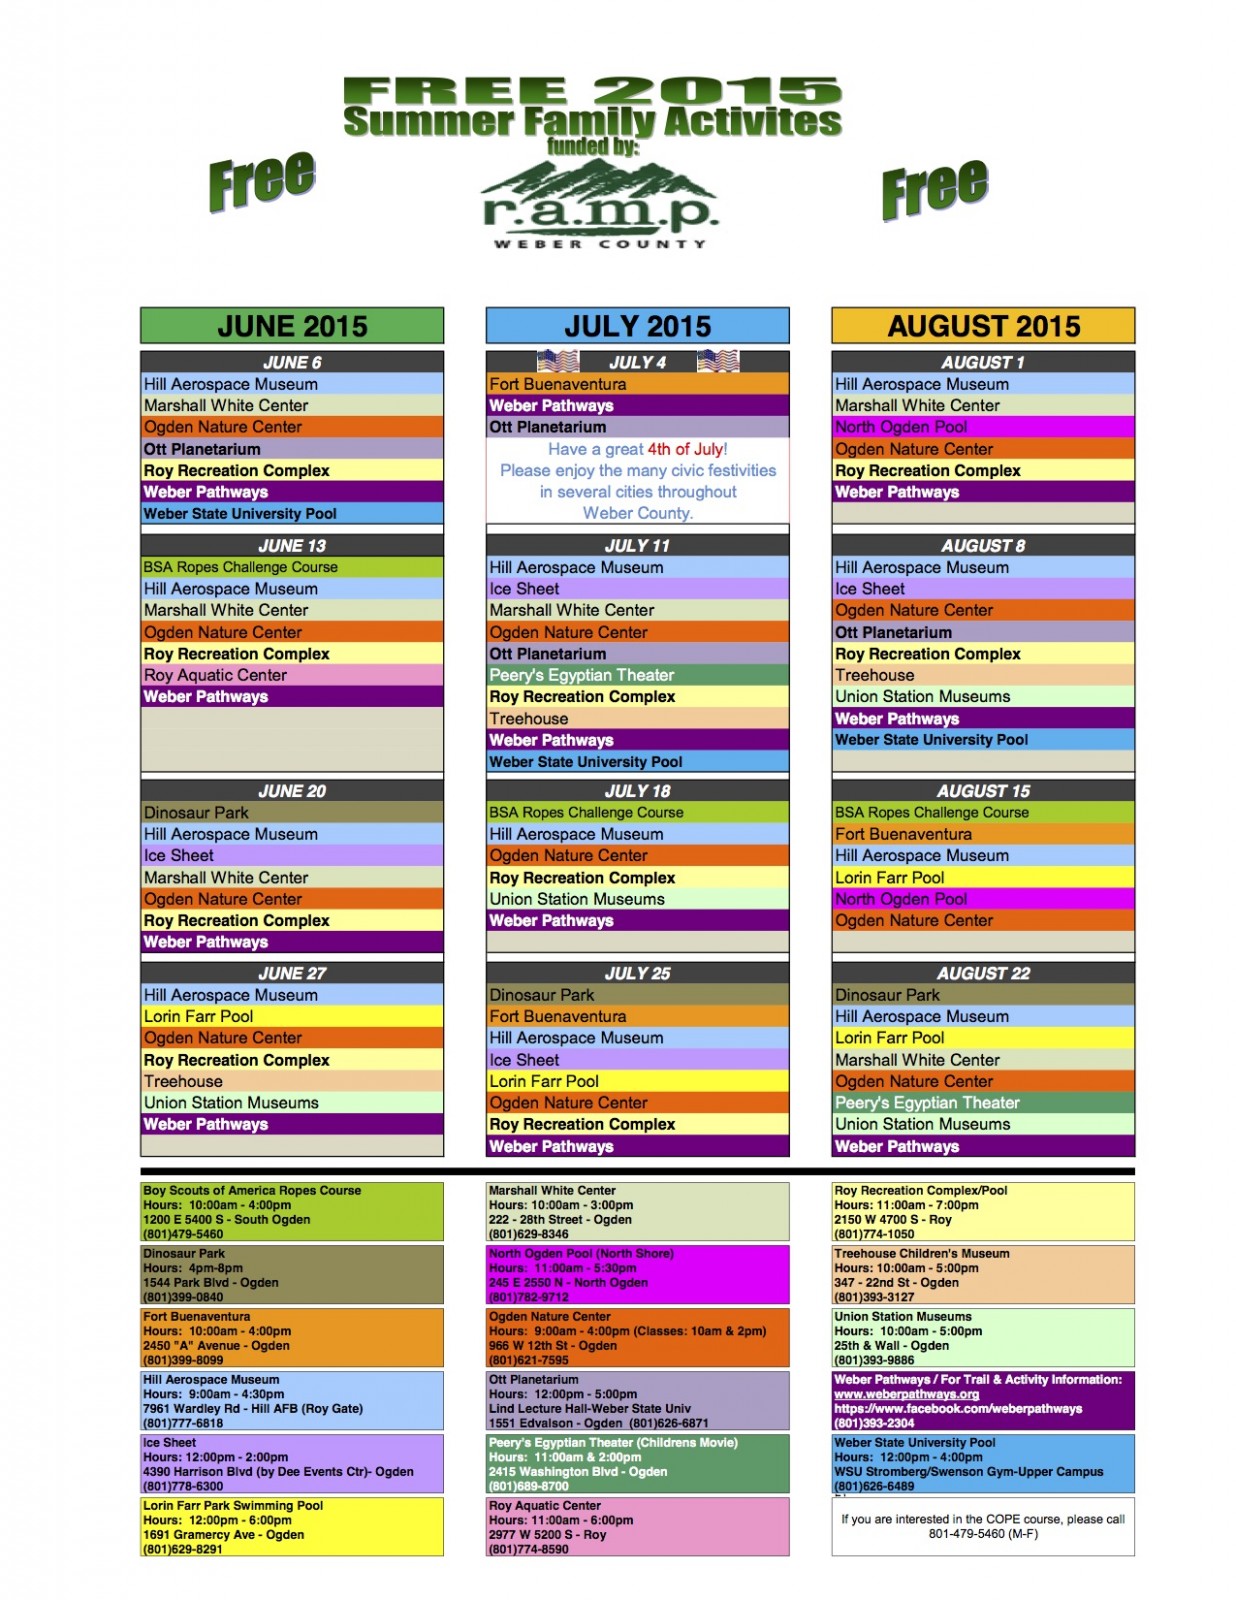 FREE 2015
Summer Family Activites
funded by:
Free
Free
r.a.m.p.
WEBER COUNTY
JUNE 2015
JUNE 6
Hill Aerospace Museum
Marshall White Center
Ogden Nature Center
Ott Planetarium
Roy Recreation Complex
Weber Pathways
Weber State University Pool
JUNE 13
BSA Ropes Challenge Course
Hill Aerospace Museum
Marshall White Center
Ogden Nature Center
Roy Recreation Complex
Roy Aquatic Center
Weber Pathways
JUNE 20
Dinosaur Park
Hill Aerospace Museum
Ice Sheet
Marshall White Center
Ogden Nature Center
Roy Recreation Complex
Weber Pathways
JUNE 27
Hill Aerospace Museum
Lorin Farr Pool
Ogden Nature Center
Roy Recreation Complex
Treehouse
Union Station Museums
Weber Pathways
JULY 2015
JULY 4
Fort Buenaventura
Weber Pathways
Ott Planetarium
Have a great 4th of July!
Please enjoy the many civic festivities
in several cities throughout
Weber County.
JULY 11
Hill Aerospace Museum
Ice Sheet
Marshall White Center
Ogden Nature Center
Ott Planetarium
Peery's Egyptian Theater
Roy Recreation Complex
Treehouse
Weber Pathways
Weber State University Pool
JULY 18
BSA Ropes Challenge Course
Hill Aerospace Museum
Ogden Nature Center
Roy Recreation Complex
Union Station Museums
Weber Pathways
JULY 25
Dinosaur Park
Fort Buenaventura
Hill Aerospace Museum
Ice Sheet
Lorin Farr Pool
Ogden Nature Center
Roy Recreation Complex
Weber Pathways
AUGUST 2015
AUGUST 1
Hill Aerospace Museum
Marshall White Center
North Ogden Pool
Ogden Nature Center
Roy Recreation Complex
Weber Pathways
AUGUST 8
Hill Aerospace Museum
Ice Sheet
Ogden Nature Center
Ott Planetarium
Roy Recreation Complex
Treehouse
Union Station Museums
Weber Pathways
Weber State University Pool
AUGUST 15
BSA Ropes Challenge Course
Fort Buenaventura
Hill Aerospace Museum
Lorin Farr Pool
North Ogden Pool
Ogden Nature Center
AUGUST 22
Dinosaur Park
Hill Aerospace Museum
Lorin Farr Pool
Marshall White Center
Ogden Nature Center
Peery's Egyptian Theater
Union Station Museums
Weber Pathways
Boy Scouts of America Ropes Course
Hours: 10:00am - 4:00pm
1200 E 5400 S - South Ogden
(801)479-5460
Dinosaur Park
Hours: 4pm-8pm
1544 Park Blvd - Ogden
(801)399-0840
Fort Buenaventura
Hours: 10:00am - 4:00pm
2450 "A" Avenue - Ogden
(801)399-8099
Hill Aerospace Museum
Hours: 9:00am - 4:30pm
7961 Wardley Rd - Hill AFB (Roy Gate)
(801)777-6818
Ice Sheet
Hours: 12:00pm - 2:00pm
4390 Harrison Blvd (by Dee Events Ctr)- Ogden
(801)778-6300
Lorin Farr Park Swimming Pool
Hours: 12:00pm - 6:00pm
1691 Gramercy Ave - Ogden
(801)629-8291
Marshall White Center
Hours: 10:00am - 3:00pm
222 - 28th Street - Ogden
(801)629-8346
North Ogden Pool (North Shore)
Hours: 11:00am - 5:30pm
245 E 2550 N - North Ogden
(801)782-9712
Ogden Nature Center
Hours: 9:00am - 4:00pm (Classes: 10am & 2pm)
966 W 12th St - Ogden
(801)621-7595
Ott Planetarium
Hours: 12:00pm - 5:00pm
Lind Lecture Hall-Weber State Univ
1551 Edvalson - Ogden (801)626-6871
Peery's Egyptian Theater (Childrens Movie)
Hours: 11:00am & 2:00pm
2415 Washington Blvd - Ogden
(801)689-8700
Roy Aquatic Center
Hours: 11:00am - 6:00pm
2977 W 5200 S - Roy
(801)774-8590
Roy Recreation Complex/Pool
Hours: 11:00am - 7:00pm
2150 W 4700 S - Roy
(801)774-1050
Treehouse Children's Museum
Hours: 10:00am - 5:00pm
347 - 22nd St - Ogden
(801)393-3127
Union Station Museums
Hours: 10:00am - 5:00pm
25th & Wall - Ogden
(801)393-9886
Weber Pathways / For Trail & Activity Information:
www.weberpathways.org
https://www.facebook.com/weberpathways
(801)393-2304
Weber State University Pool
Hours: 12:00pm - 4:00pm
WSU Stromberg/Swenson Gym-Upper Campus
(801)626-6489
If you are interested in the COPE course, please call
801-479-5460 (M-F)